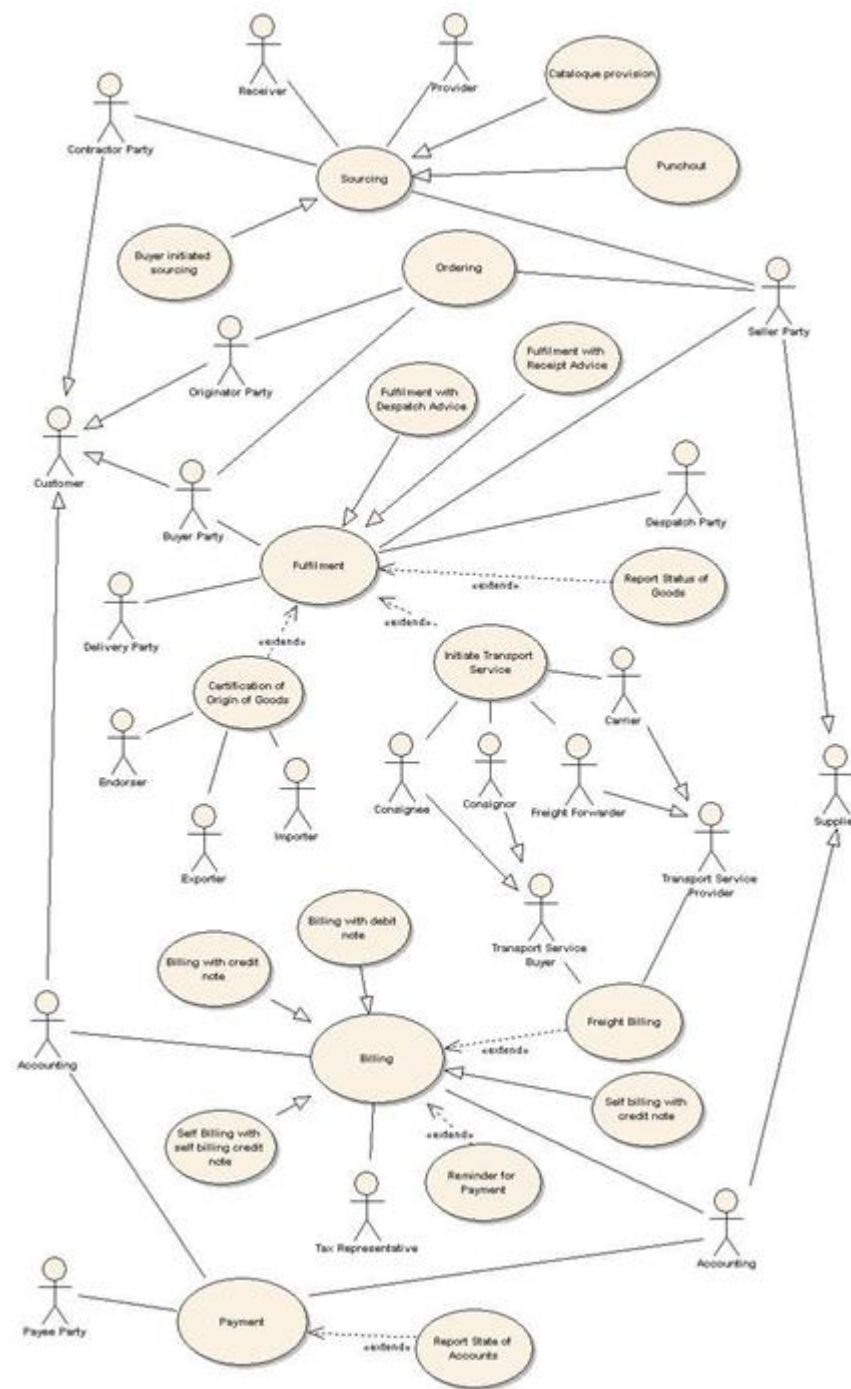 Receiver
Provider
Catalogue provision
Contractor Party
Sourcing
Punchout
Buyer initiated
sourcing
Ordering
Seller Party
Originator Party
Fulfilment with
Receipt Advice
Fulfilment with
Despatch Advice
Customer
Buyer Party
Despatch Party
Fulfilment
«extend»
Report Status of
Goods
«extend»
Delivery Party
«extend»
Initiate Transport
Service
Certification of
Origin of Goods
Carrier
Endorser
Consignee
Consignor
Freight Forwarder
Importer
Exporter
Supplie
Transport Service
Provider
Transport Service
Buyer
Billing with debit
note
Billing with credit
note
Freight Billing
Accounting
Billing
«extend»
Self billing with
credit note
Self Billing with
self billing credit
note
«extend»
Reminder for
Payment
Tax Representative
Accounting
Payee Party
Payment
«extend»
Report State of
Accounts